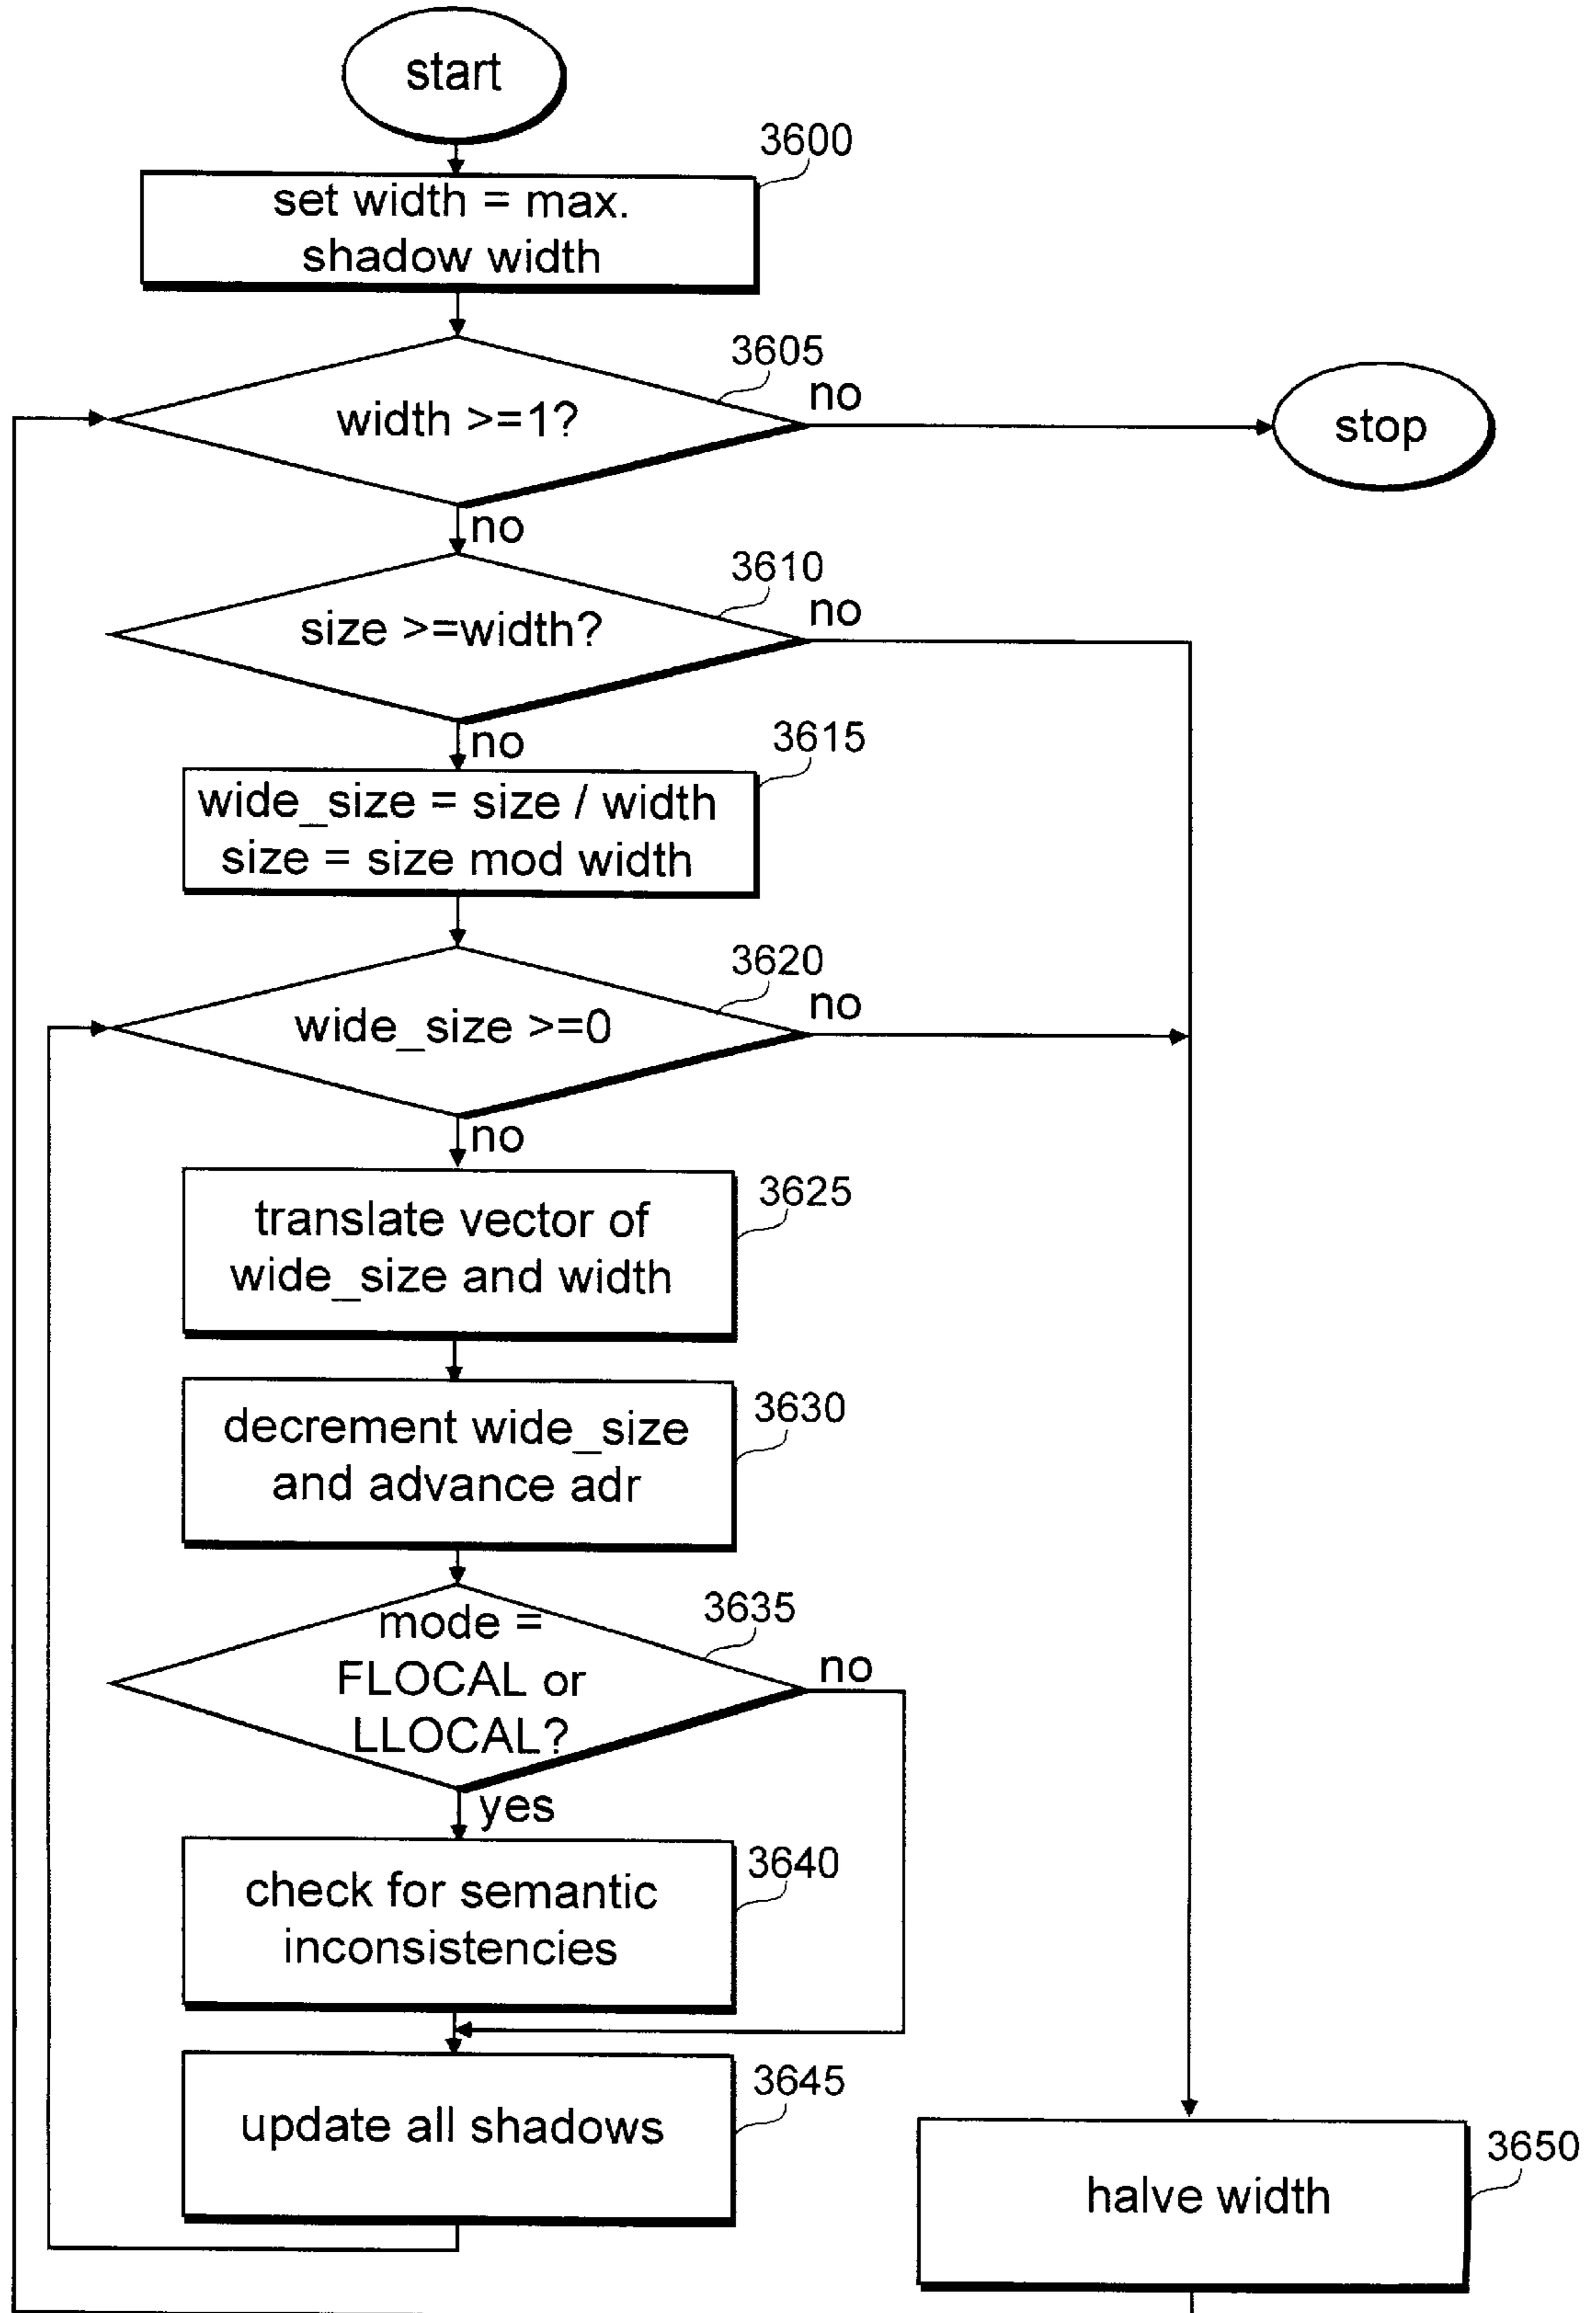 start
3600
set width = max.
shadow width
3605
width >=1?
no
stop
no
3610
size >=width?
no
no
3615
wide_size = size / width
size = size mod width
3620
wide_size >=0
no
no
3625
translate vector of
wide_size and width
3630
decrement wide_size
and advance adr
3635
mode =
FLOCAL or
LLOCAL?
no
yes
3640
check for semantic
inconsistencies
3645
update all shadows
3650
halve width